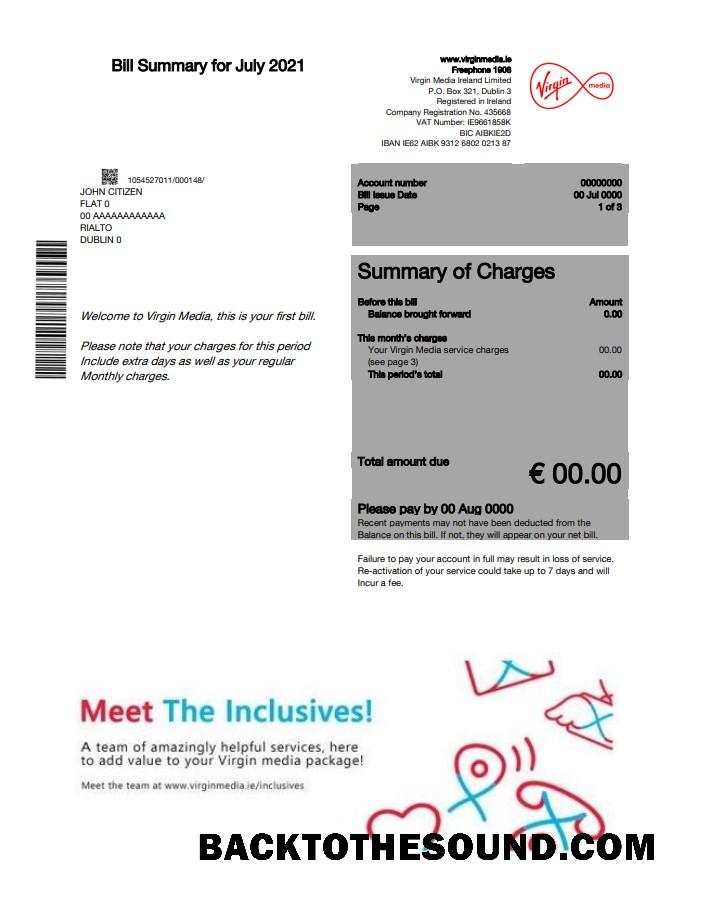 Bill Summary for July 2021
www.virginmedia.ie
Freephone 1908
Virgin Media Ireland Limited
P.O. Box 321, Dublin 3
Registered in Ireland
Company Registration No. 435668
VAT Number: IE9661858K
BIC AIBKIE2D
IBAN IE62 AIBK 9312 6802 0213 87
Virgin media
1054527011/000148/
JOHN CITIZEN
FLAT 0
00 AAAAAAAAAAAA
RIALTO
DUBLIN 0
Account number 00000000
Bill Issue Date 00 Jul 0000
Page 1 of 3
Welcome to Virgin Media, this is your first bill.
Please note that your charges for this period
Include extra days as well as your regular
Monthly charges.
Summary of Charges
Before this bill Amount
Balance brought forward 0.00
This month's charges
Your Virgin Media service charges 00.00
(see page 3)
This period's total 00.00
Total amount due
€ 00.00
Please pay by 00 Aug 0000
Recent payments may not have been deducted from the
Balance on this bill. If not, they will appear on your net bill.
Failure to pay your account in full may result in loss of service.
Re-activation of your service could take up to 7 days and will
Incur a fee.
Meet The Inclusives!
A team of amazingly helpful services, here
to add value to your Virgin media package!
Meet the team at www.virginmedia.ie/inclusives
BACKTOTHESOUND.COM